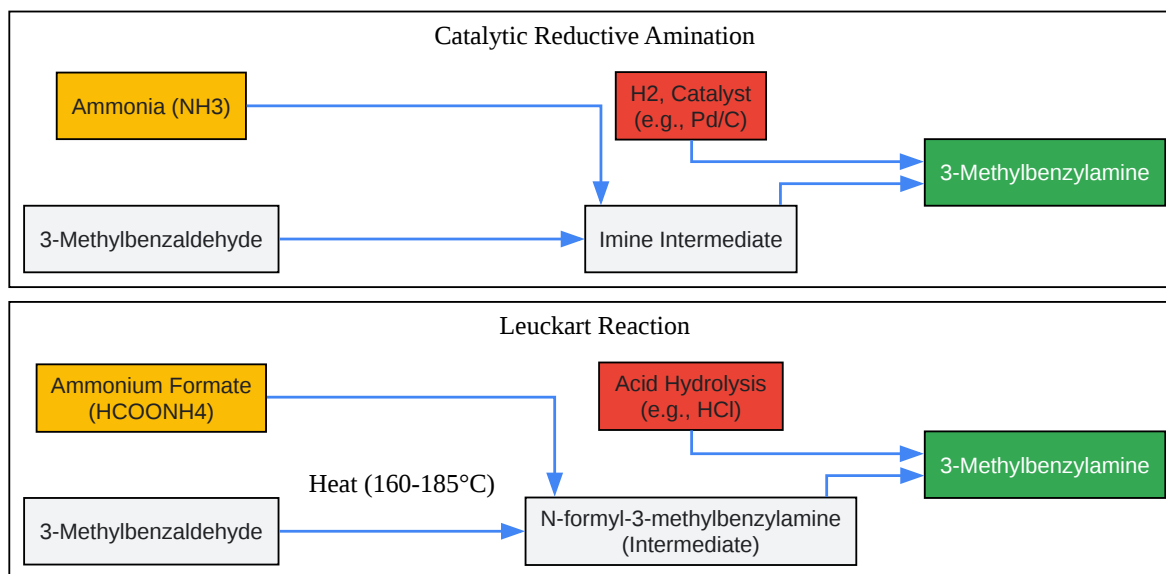 Catalytic Reductive Amination
Ammonia (NH3)
H2, Catalyst
(e.g., Pd/C)
3-Methylbenzylamine
3-Methylbenzaldehyde
Imine Intermediate
Leuckart Reaction
Ammonium Formate
(HCOONH4)
Acid Hydrolysis
(e.g., HCl)
3-Methylbenzylamine
Heat (160-185°C)
3-Methylbenzaldehyde
N-formyl-3-methylbenzylamine
(Intermediate)